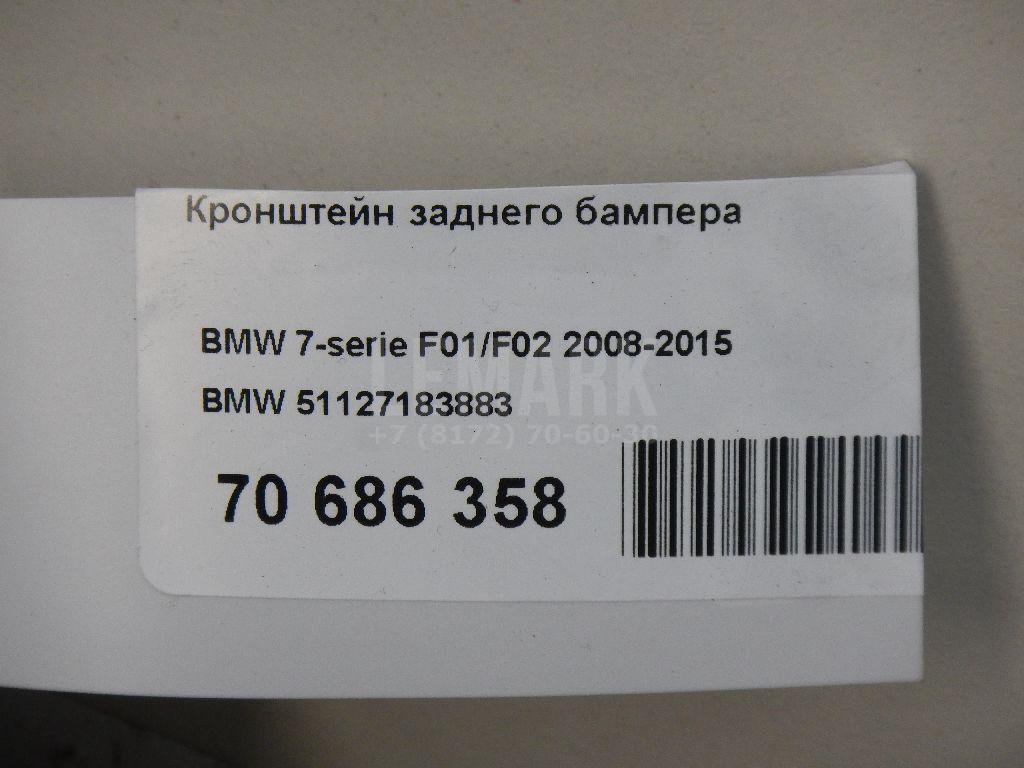 Кронштейн заднего бампера
BMW 7-serie F01/F02 2008-2015
LEMARK
BMW 51127183883
+7 (8172) 70-60-30
70 686 358